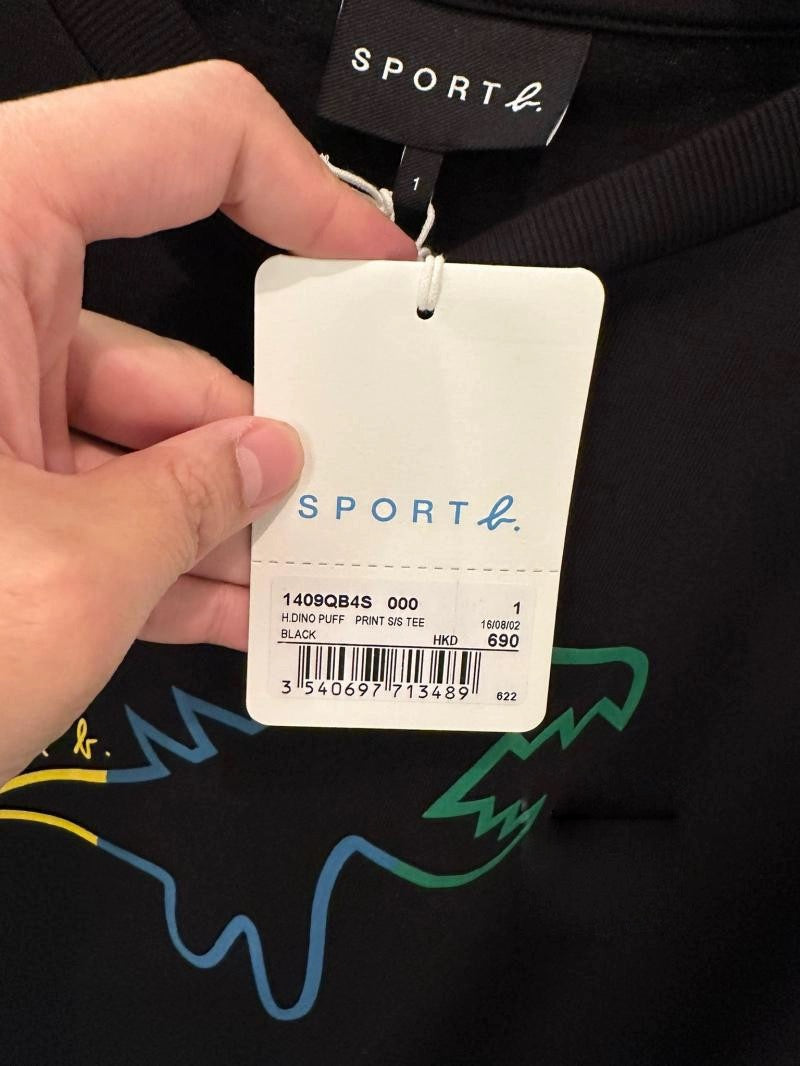 SPORT b.
1
SPORT b.
1409QB4S 000 1
H.DINO PUFF PRINT S/S TEE 16/08/02
BLACK HKD 690
3 540697 713489 622
b.